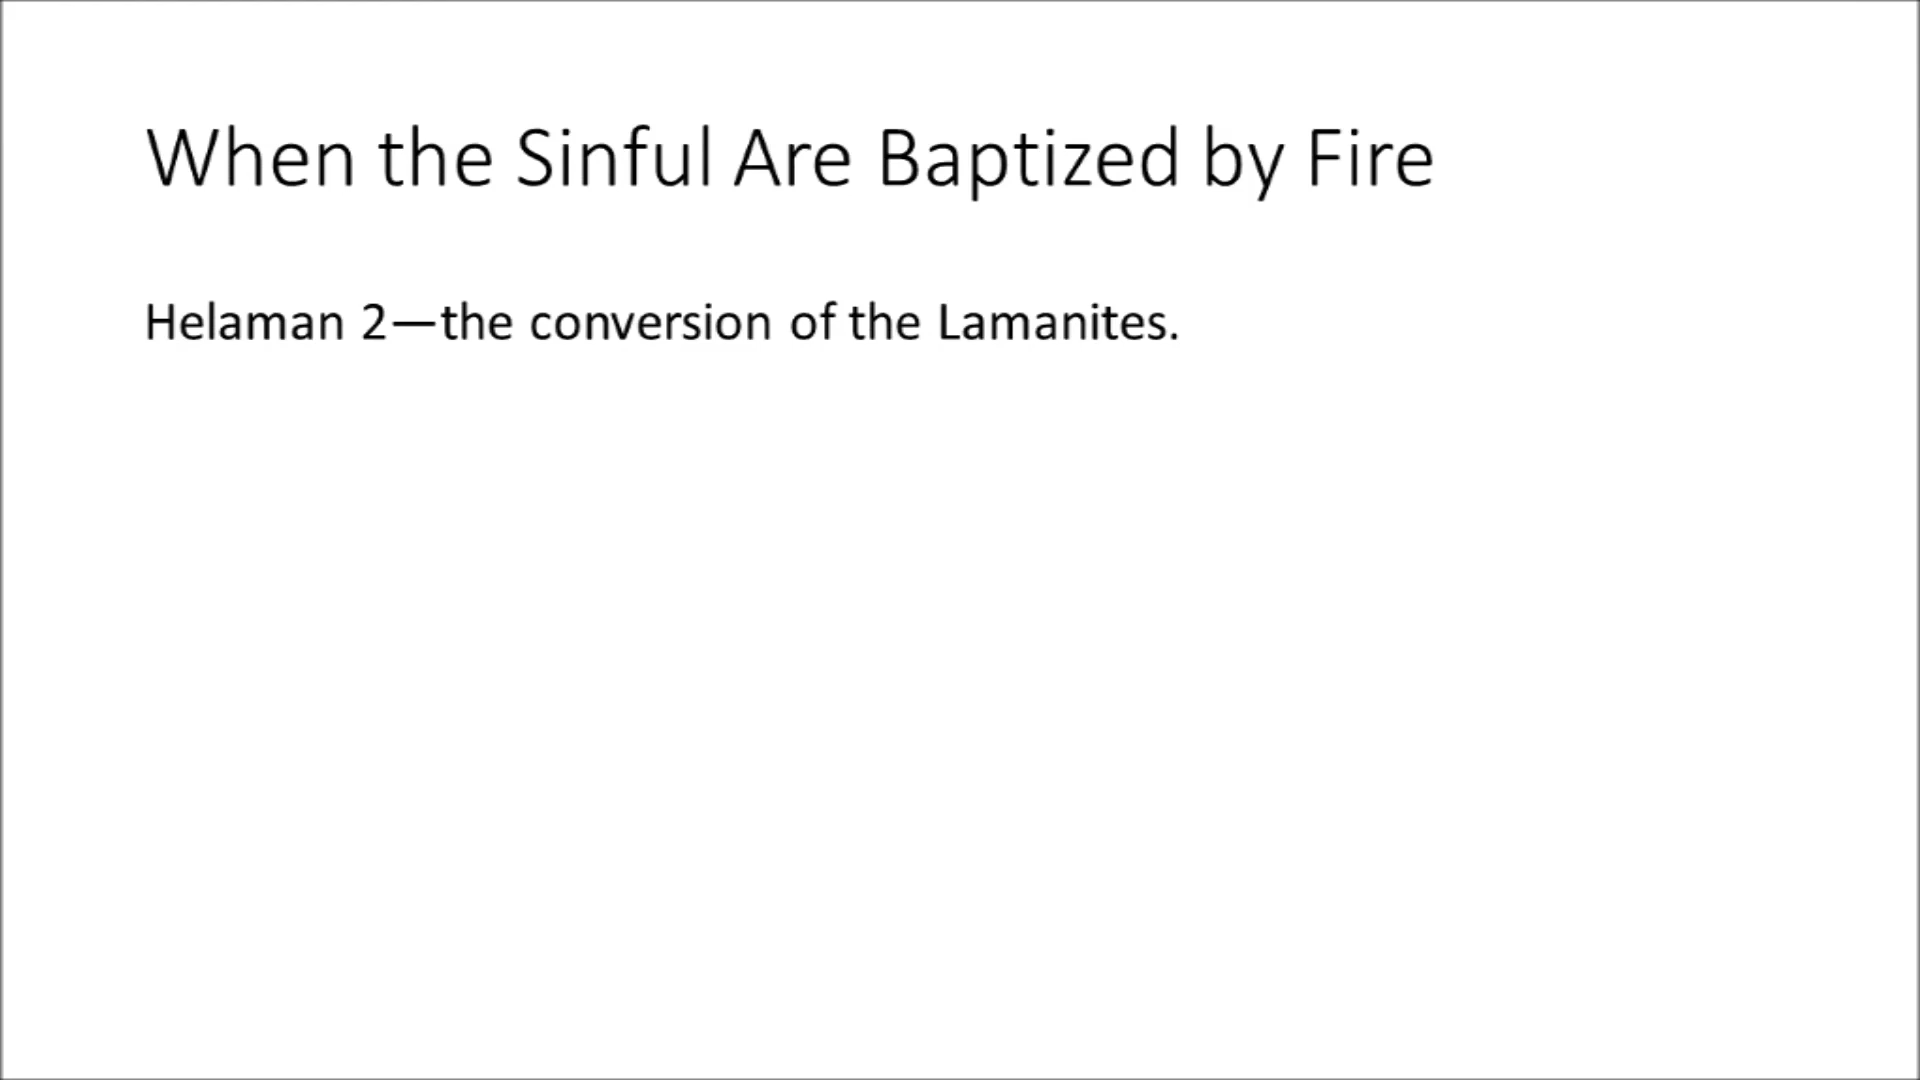 When the Sinful Are Baptized by Fire
Helaman 2—the conversion of the Lamanites.